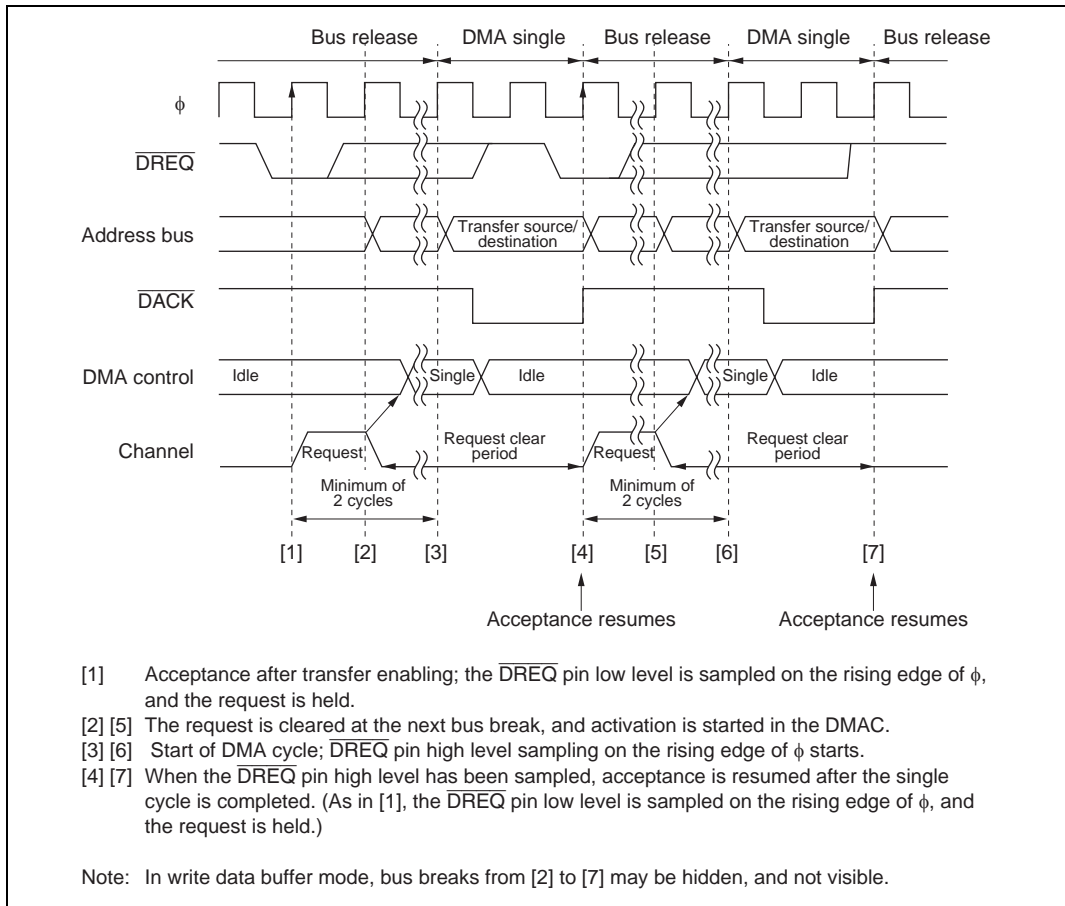 Bus release DMA single Bus release DMA single Bus release
φ
DREQ
Address bus
Transfer source/
destination
Transfer source/
destination
DACK
DMA control
Idle Single Idle Single Idle
Channel
Request
Request clear
period
Request
Request clear
period
Minimum of
2 cycles
Minimum of
2 cycles
[1] [2] [3] [4] [5] [6] [7]
Acceptance resumes Acceptance resumes
[1] Acceptance after transfer enabling; the DREQ pin low level is sampled on the rising edge of φ,
and the request is held.
[2] [5] The request is cleared at the next bus break, and activation is started in the DMAC.
[3] [6] Start of DMA cycle; DREQ pin high level sampling on the rising edge of φ starts.
[4] [7] When the DREQ pin high level has been sampled, acceptance is resumed after the single
cycle is completed. (As in [1], the DREQ pin low level is sampled on the rising edge of φ, and
the request is held.)
Note: In write data buffer mode, bus breaks from [2] to [7] may be hidden, and not visible.